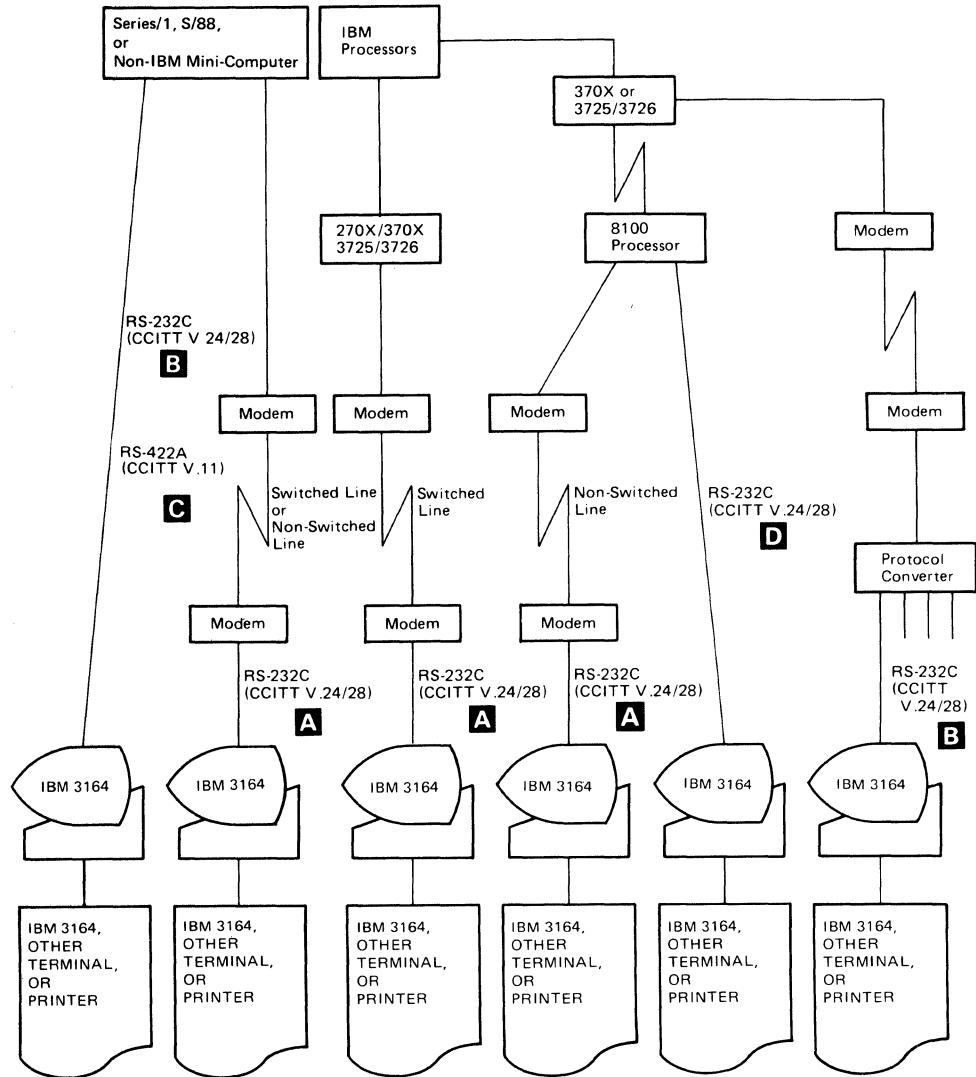 Series/1, S/88,
or
Non-IBM Mini-Computer
IBM
Processors
370X or
3725/3726
270X/370X
3725/3726
8100
Processor
Modem
RS-232C
(CCITT V 24/28)
B
Modem
Modem
Modem
Modem
RS-422A
(CCITT V.11)
C
Switched Line
or
Non-Switched
Line
Switched
Line
Non-Switched
Line
RS-232C
(CCITT V.24/28)
D
Protocol
Converter
Modem
Modem
Modem
RS-232C
(CCITT V.24/28)
A
RS-232C
(CCITT V.24/28)
A
RS-232C
(CCITT V.24/28)
A
RS-232C
(CCITT
V.24/28)
B
IBM 3164
IBM 3164
IBM 3164
IBM 3164
IBM 3164
IBM 3164
IBM 3164,
OTHER
TERMINAL,
OR
PRINTER
IBM 3164,
OTHER
TERMINAL,
OR
PRINTER
IBM 3164,
OTHER
TERMINAL,
OR
PRINTER
IBM 3164,
OTHER
TERMINAL,
OR
PRINTER
IBM 3164,
OTHER
TERMINAL,
OR
PRINTER
IBM 3164,
OTHER
TERMINAL,
OR
PRINTER